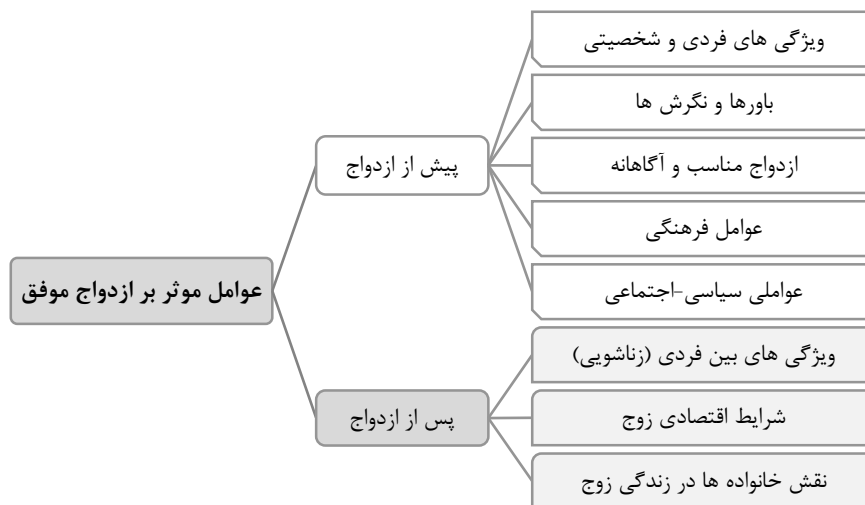 عوامل موثر بر ازدواج موفق
پیش از ازدواج
ویژگی های فردی و شخصیتی
باورها و نگرش ها
ازدواج مناسب و آگاهانه
عوامل فرهنگی
عواملی سیاسی-اجتماعی
پس از ازدواج
ویژگی های بین فردی (زناشویی)
شرایط اقتصادی زوج
نقش خانواده ها در زندگی زوج